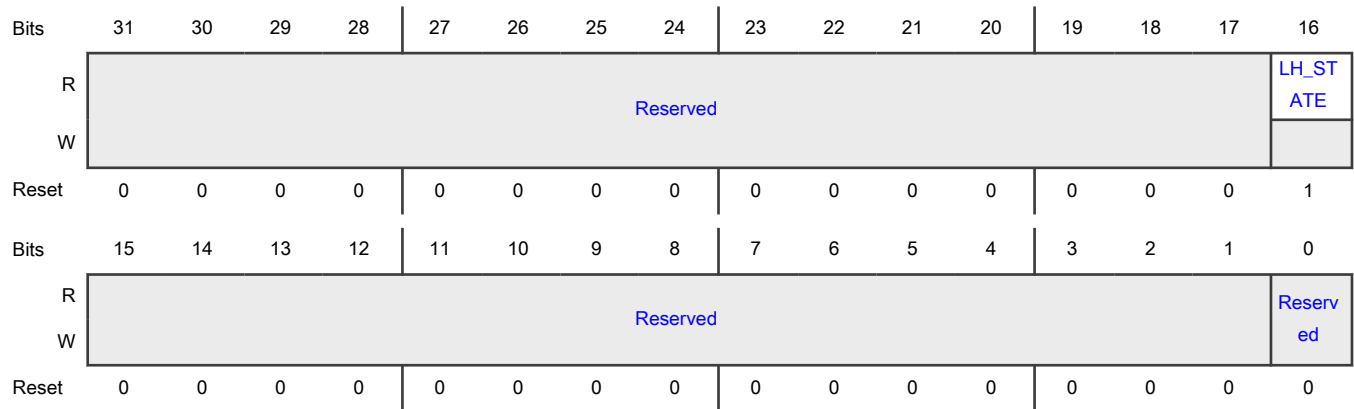 Bits 31 30 29 28 27 26 25 24 23 22 21 20 19 18 17 16
R Reserved LH_ST
ATE
W
Reset 0 0 0 0 0 0 0 0 0 0 0 0 0 0 0 1
Bits 15 14 13 12 11 10 9 8 7 6 5 4 3 2 1 0
R Reserved Reserv
W ed
Reset 0 0 0 0 0 0 0 0 0 0 0 0 0 0 0 0